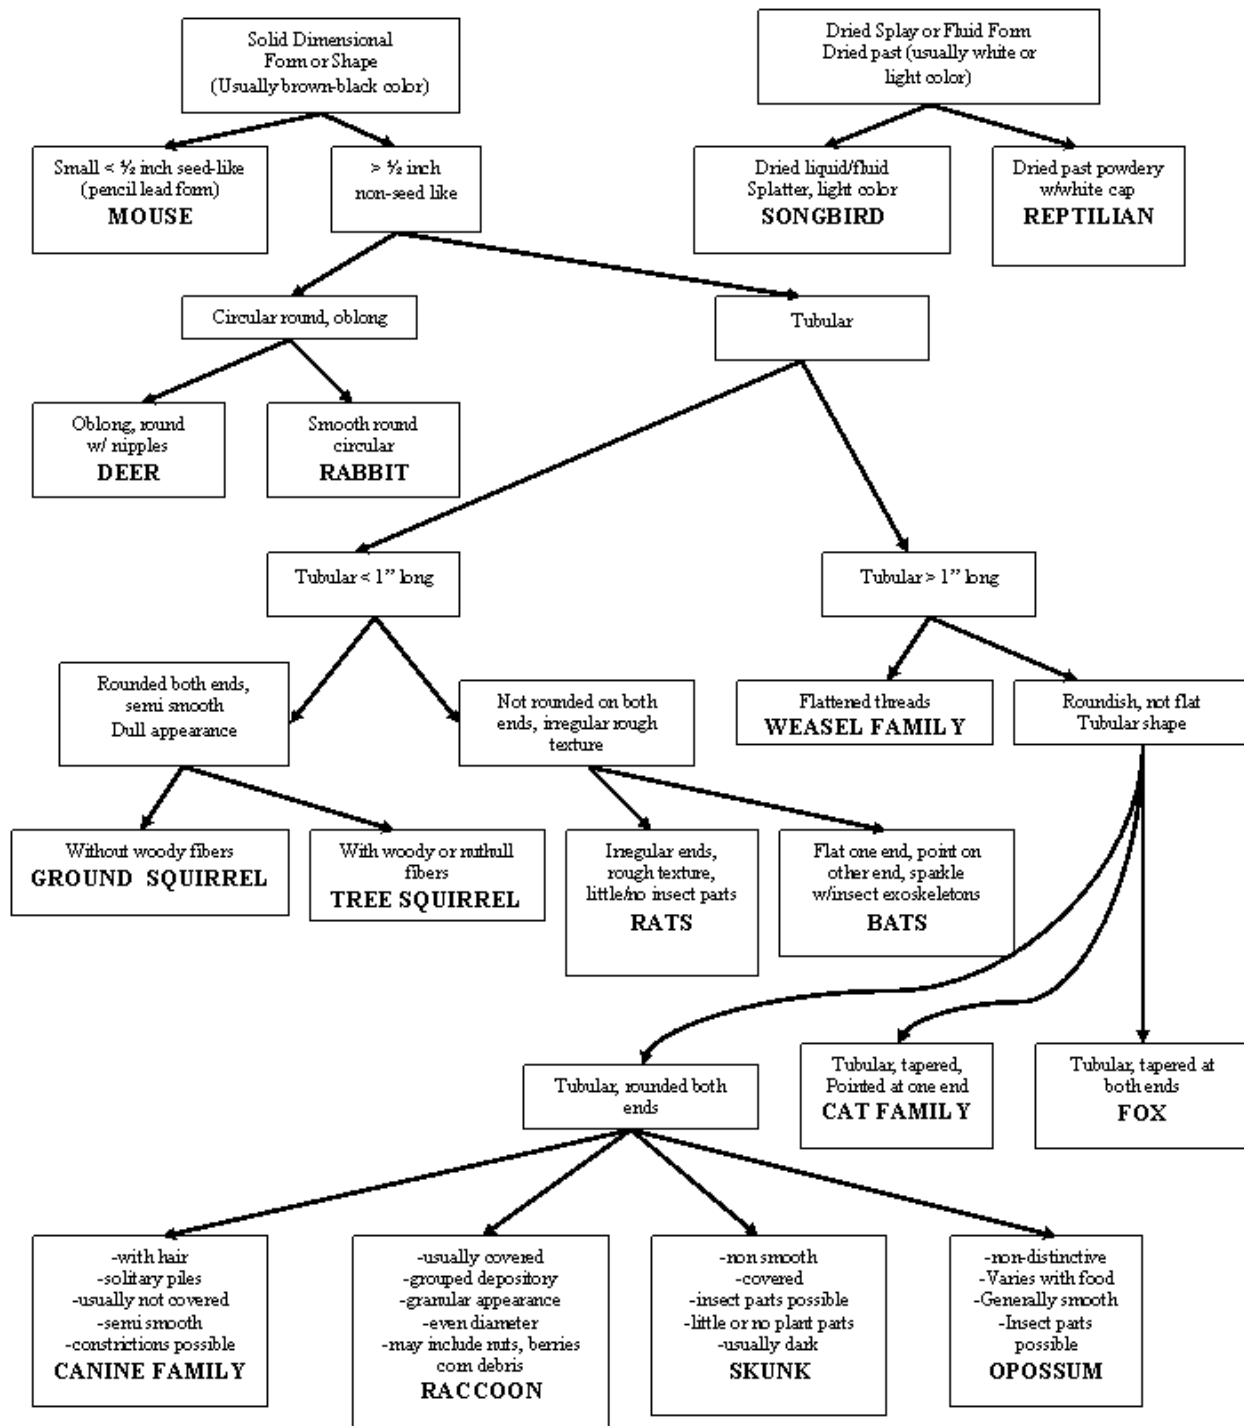 Solid Dimensional
Form or Shape
(Usually brown-black color)
Dried Splay or Fluid Form
Dried past (usually white or
light color)
Small < ½ inch seed-like
(pencil lead form)
MOUSE
> ½ inch
non-seed like
Dried liquid/fluid
Splatter, light color
SONGBIRD
Dried past powdery
w/white cap
REPTILIAN
Circular round, oblong
Tubular
Oblong, round
w/ nipples
DEER
Smooth round
circular
RABBIT
Tubular < 1” long
Tubular > 1” long
Rounded both ends,
semi smooth
Dull appearance
Not rounded on both
ends, irregular rough
texture
Flattened threads
WEASEL FAMILY
Roundish, not flat
Tubular shape
Without woody fibers
GROUND SQUIRREL
With woody or nuthull
fibers
TREE SQUIRREL
Irregular ends,
rough texture,
little/no insect parts
RATS
Flat one end, point on
other end, sparkle
w/insect exoskeletons
BATS
Tubular, rounded both
ends
Tubular, tapered,
Pointed at one end
CAT FAMILY
Tubular, tapered at
both ends
FOX
-with hair
-solitary piles
-usually not covered
-semi smooth
-constrictions possible
CANINE FAMILY
-usually covered
-grouped depository
-granular appearance
-even diameter
-may include nuts, berries
corn debris
RACCOON
-non smooth
-covered
-insect parts possible
-little or no plant parts
-usually dark
SKUNK
-non-distinctive
-Varies with food
-Generally smooth
-Insect parts
possible
OPOSSUM